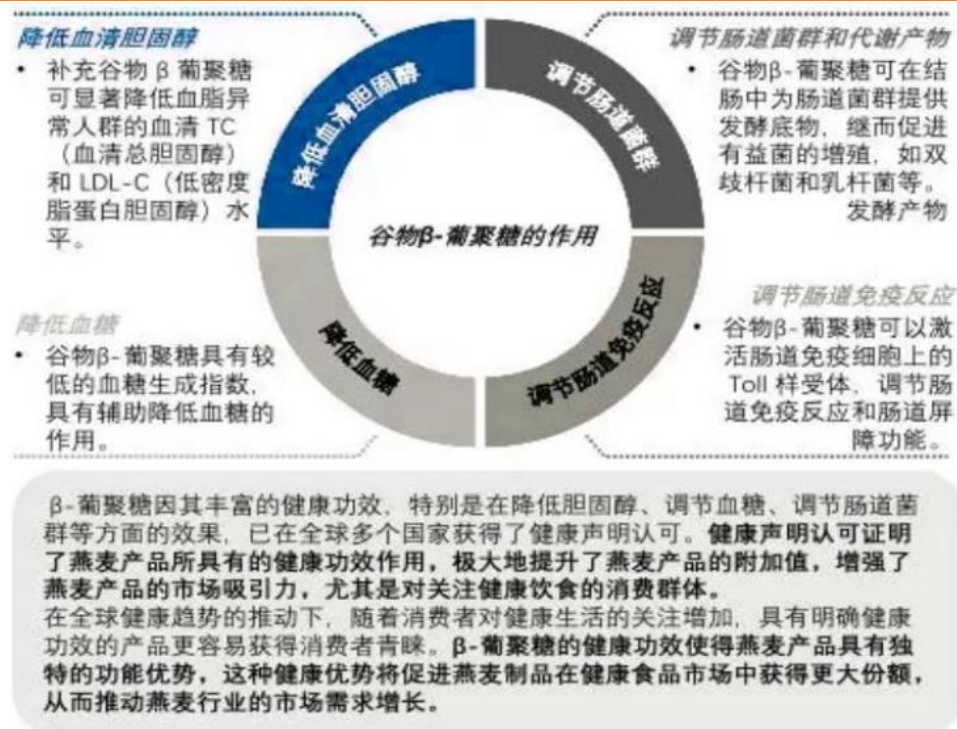 降低血清胆固醇
• 补充谷物 β 葡聚糖
可显著降低血脂异
常人群的血清 TC
（血清总胆固醇）
和 LDL-C（低密度
脂蛋白胆固醇）水
平。
降低血清胆固醇
调节肠道菌群
调节肠道菌群和代谢产物
• 谷物β-葡聚糖可在结
肠中为肠道菌群提供
发酵底物，继而促进
有益菌的增殖，如双
歧杆菌和乳杆菌等。
发酵产物
谷物β-葡聚糖的作用
降低血糖
• 谷物β-葡聚糖具有较
低的血糖生成指数，
具有辅助降低血糖的
作用。
降低血糖
调节肠道免疫反应
调节肠道免疫反应
• 谷物β-葡聚糖可以激
活肠道免疫细胞上的
Toll 样受体，调节肠
道免疫反应和肠道屏
障功能。
β-葡聚糖因其丰富的健康功效，特别是在降低胆固醇、调节血糖、调节肠道菌
群等方面的效果，已在全球多个国家获得了健康声明认可。健康声明认可证明
了燕麦产品所具有的健康功效作用，极大地提升了燕麦产品的附加值，增强了
燕麦产品的市场吸引力，尤其是对关注健康饮食的消费群体。
在全球健康趋势的推动下，随着消费者对健康生活的关注增加，具有明确健康
功效的产品更容易获得消费者青睐。β-葡聚糖的健康功效使得燕麦产品具有独
特的功能优势，这种健康优势将促进燕麦制品在健康食品市场中获得更大份额，
从而推动燕麦行业的市场需求增长。